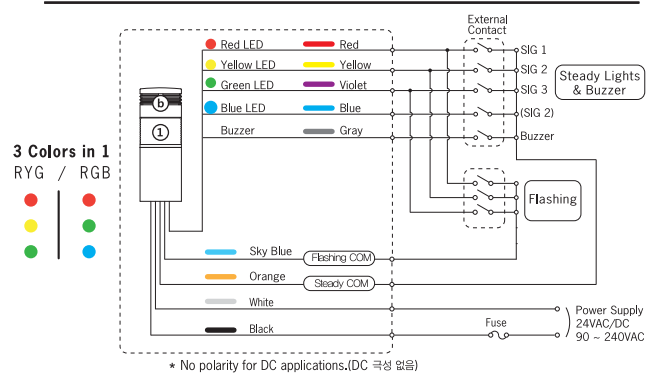 External
Contact
Red LED Red SIG 1
Yellow LED Yellow SIG 2
Green LED Violet SIG 3
Blue LED Blue (SIG 2)
Buzzer Gray Buzzer
Steady Lights
& Buzzer
b
1
3 Colors in 1
RYG / RGB
Flashing
Sky Blue Flashing COM
Orange Steady COM
White
Black Fuse
Power Supply
24VAC/DC
90 ~ 240VAC
* No polarity for DC applications.(DC 극성 없음)